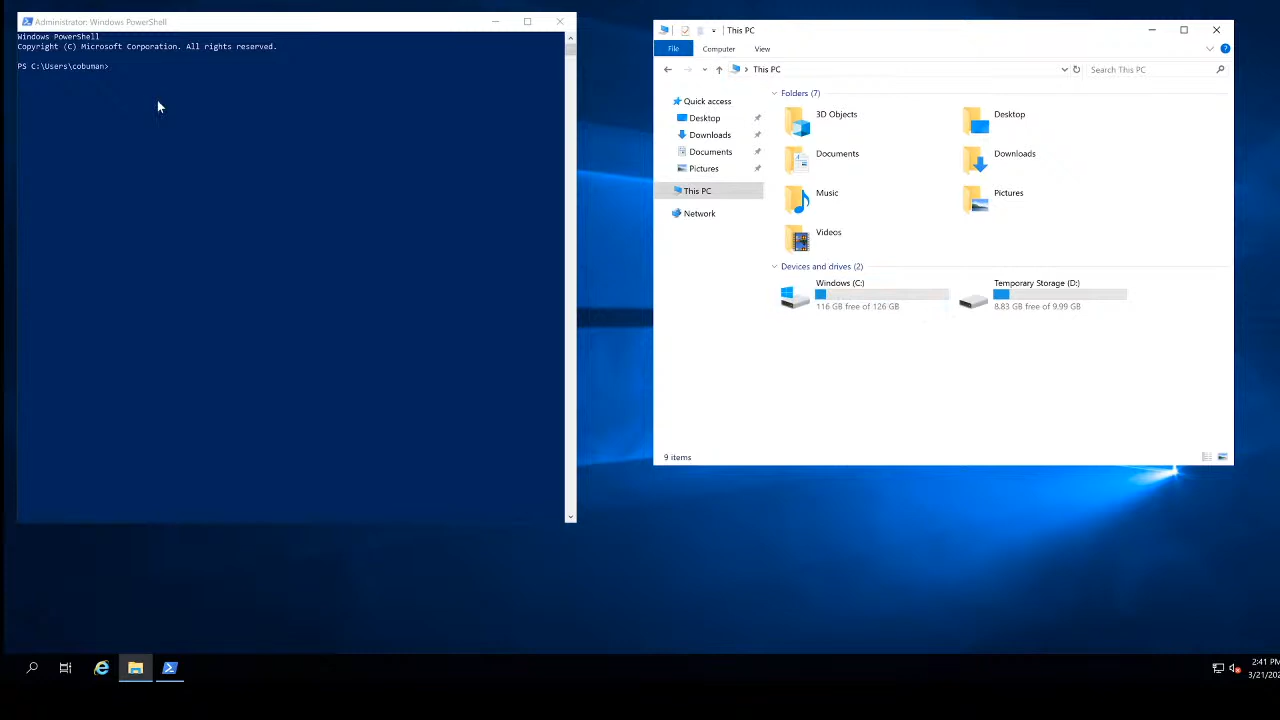 Administrator: Windows PowerShell
Windows PowerShell
Copyright (C) Microsoft Corporation. All rights reserved.
PS C:\Users\cobuman>
This PC
File
Computer
View
This PC
Search This PC
Quick access
Desktop
Downloads
Documents
Pictures
This PC
Network
Folders (7)
3D Objects
Desktop
Documents
Downloads
Music
Pictures
Videos
Devices and drives (2)
Windows (C:)
116 GB free of 126 GB
Temporary Storage (D:)
8.83 GB free of 9.99 GB
9 items
2:41 PM
3/21/202